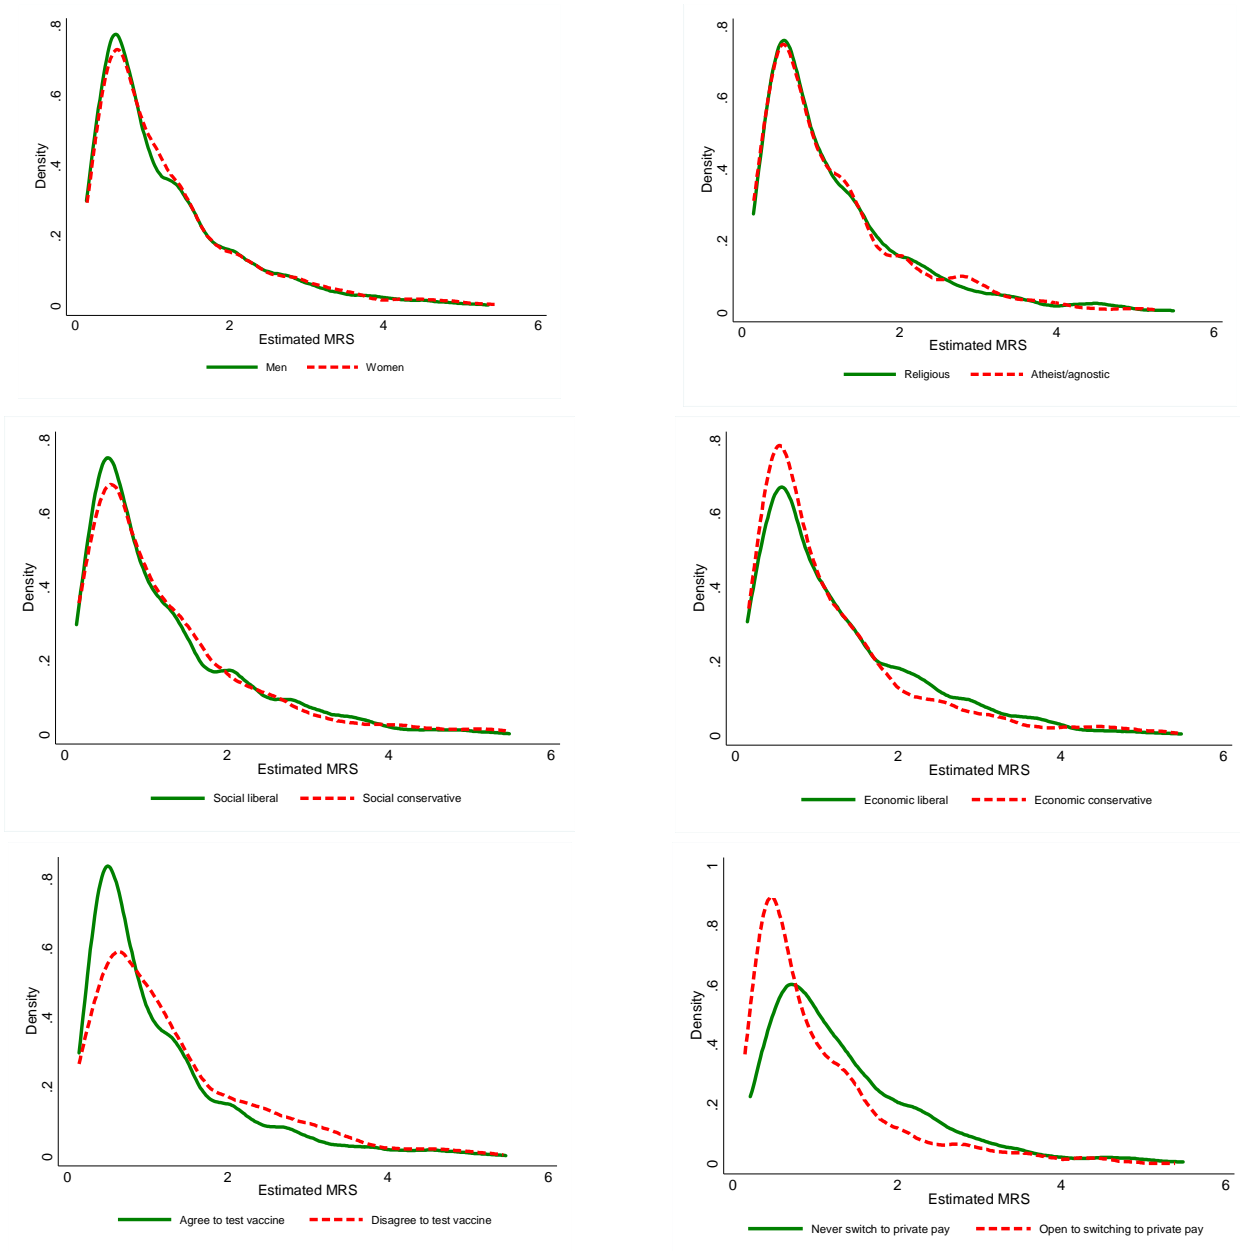 Density
.8
.6
.4
.2
0
0 2 4 6
Estimated MRS
Men Women
Density
.8
.6
.4
.2
0
0 2 4 6
Estimated MRS
Religious Atheist/agnostic
Density
.8
.6
.4
.2
0
0 2 4 6
Estimated MRS
Social liberal Social conservative
Density
.8
.6
.4
.2
0
0 2 4 6
Estimated MRS
Economic liberal Economic conservative
Density
.8
.6
.4
.2
0
0 2 4 6
Estimated MRS
Agree to test vaccine Disagree to test vaccine
Density
1
.8
.6
.4
.2
0
0 2 4 6
Estimated MRS
Never switch to private pay Open to switching to private pay